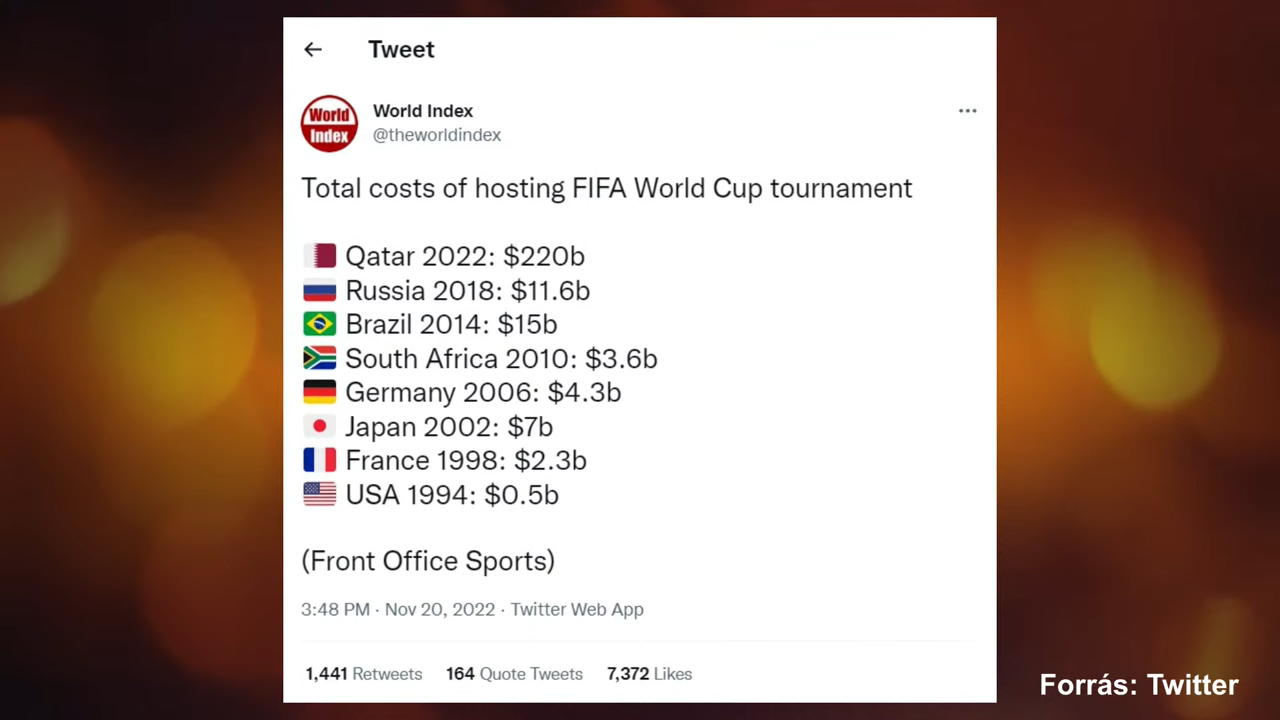 Tweet
World Index
World Index
@theworldindex
Total costs of hosting FIFA World Cup tournament
Qatar 2022: $220b
Russia 2018: $11.6b
Brazil 2014: $15b
South Africa 2010: $3.6b
Germany 2006: $4.3b
Japan 2002: $7b
France 1998: $2.3b
USA 1994: $0.5b
(Front Office Sports)
3:48 PM · Nov 20, 2022 · Twitter Web App
1,441 Retweets 164 Quote Tweets 7,372 Likes
Forrás: Twitter